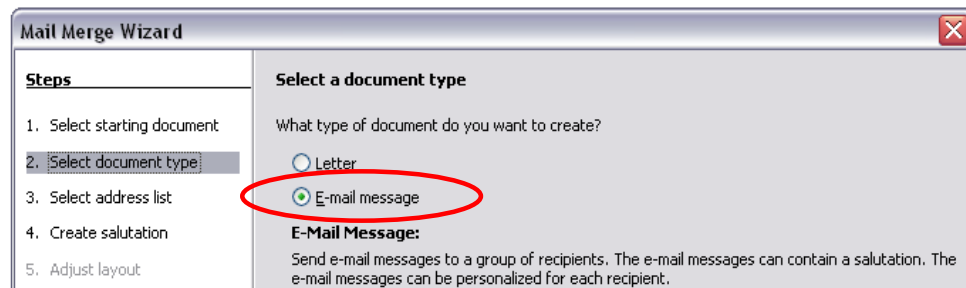 Mail Merge Wizard
Steps
1. Select starting document
2. Select document type
3. Select address list
4. Create salutation
5. Adjust layout
Select a document type
What type of document do you want to create?
Letter
E-mail message
E-Mail Message:
Send e-mail messages to a group of recipients. The e-mail messages can contain a salutation. The
e-mail messages can be personalized for each recipient.